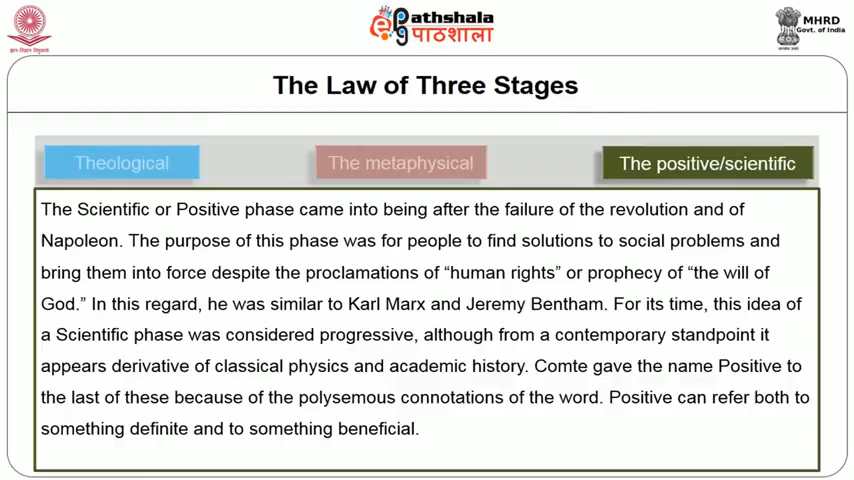 Pathshala
पाठशाला
MHRD
Govt. of India
The Law of Three Stages
Theological
The metaphysical
The positive/scientific
The Scientific or Positive phase came into being after the failure of the revolution and of
Napoleon. The purpose of this phase was for people to find solutions to social problems and
bring them into force despite the proclamations of “human rights” or prophecy of “the will of
God.” In this regard, he was similar to Karl Marx and Jeremy Bentham. For its time, this idea of
a Scientific phase was considered progressive, although from a contemporary standpoint it
appears derivative of classical physics and academic history. Comte gave the name Positive to
the last of these because of the polysemous connotations of the word. Positive can refer both to
something definite and to something beneficial.